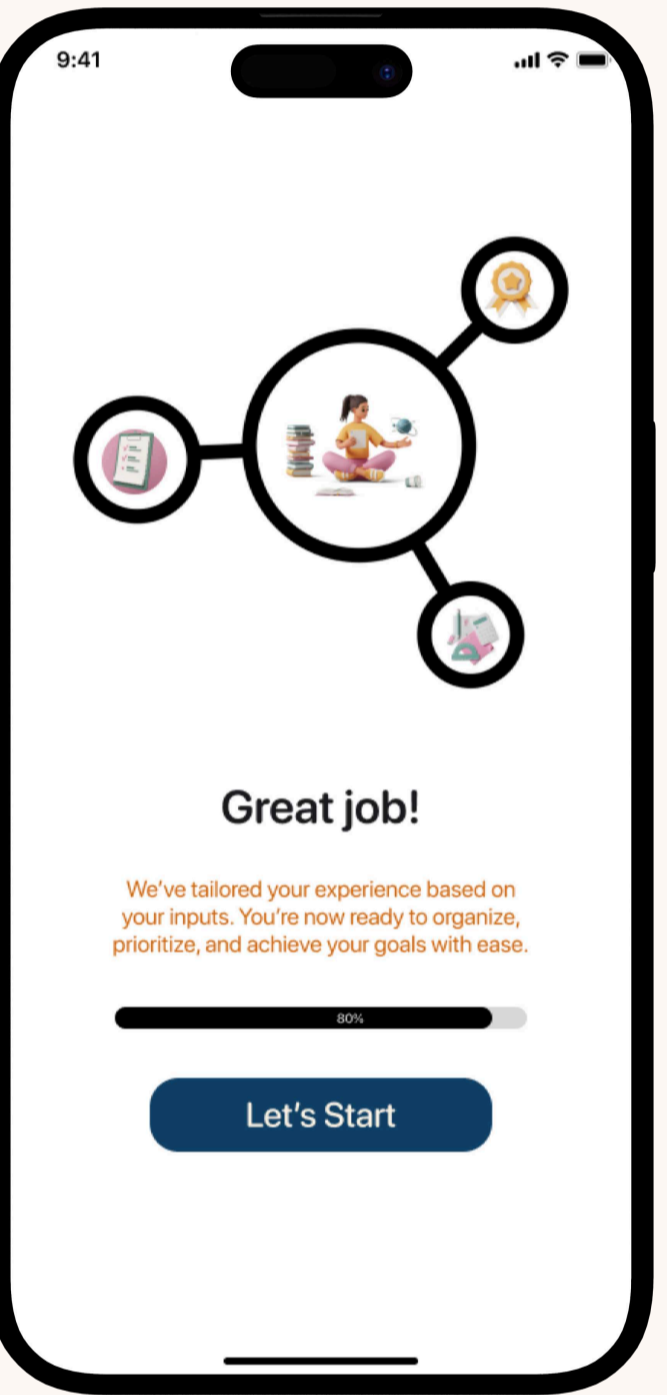 9:41
Great job!
We’ve tailored your experience based on
your inputs. You’re now ready to organize,
prioritize, and achieve your goals with ease.
80%
Let’s Start